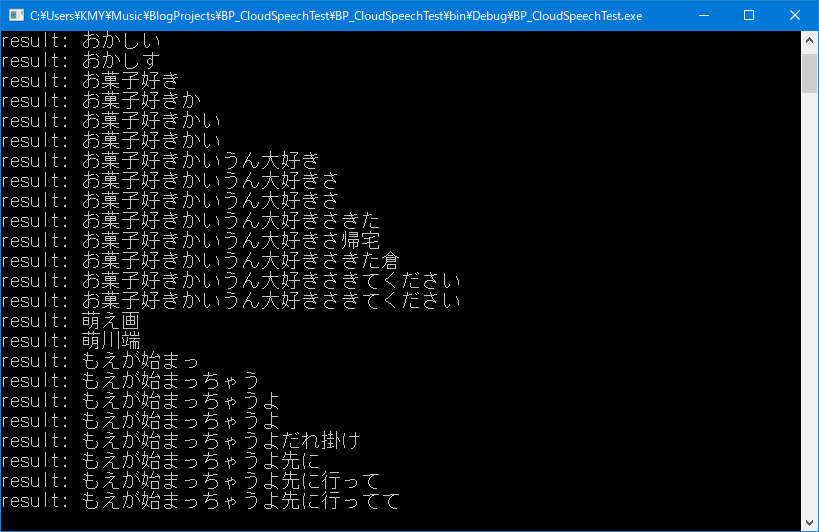 C:¥Users¥KMY¥Music¥BlogProjects¥BP_CloudSpeechTest¥BP_CloudSpeechTest¥bin¥Debug¥BP_CloudSpeechTest.exe
result: おかしい
result: おかしす
result: お菓子好き
result: お菓子好きか
result: お菓子好きかい
result: お菓子好きかい
result: お菓子好きかいうん大好き
result: お菓子好きかいうん大好きさ
result: お菓子好きかいうん大好きさ
result: お菓子好きかいうん大好きさきた
result: お菓子好きかいうん大好きさ帰宅
result: お菓子好きかいうん大好きさきた倉
result: お菓子好きかいうん大好きさきてください
result: お菓子好きかいうん大好きさきてください
result: 萌え画
result: 萌川端
result: もえが始まっ
result: もえが始まっちゃう
result: もえが始まっちゃうよ
result: もえが始まっちゃうよ
result: もえが始まっちゃうよだれ掛け
result: もえが始まっちゃうよ先に
result: もえが始まっちゃうよ先に行って
result: もえが始まっちゃうよ先に行ってて